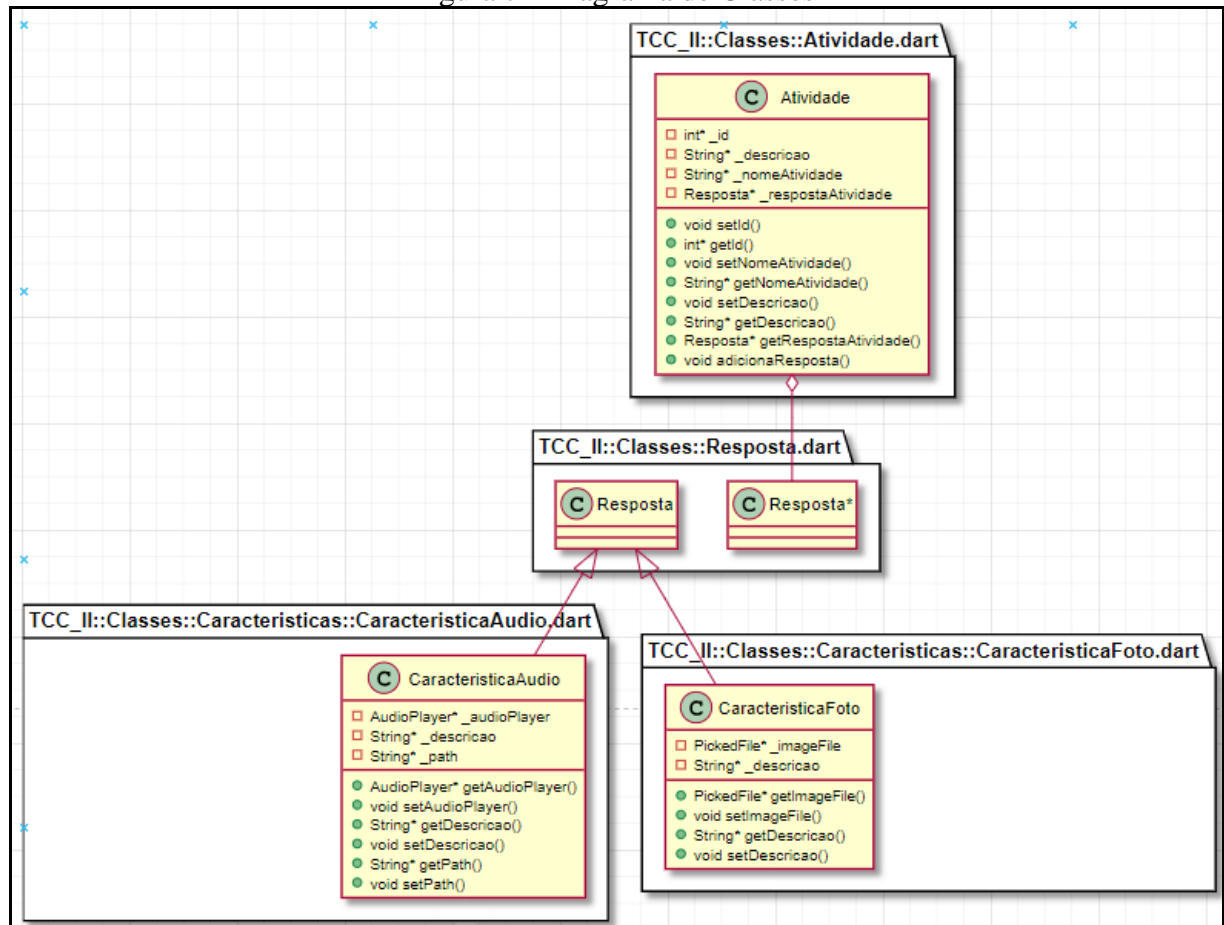 TCC_II::Classes::Atividade.dart
C Atividade
int* _id
String* _descricao
String* _nomeAtividade
Resposta* _respostaAtividade
void setId()
int* getId()
void setNomeAtividade()
String* getNomeAtividade()
void setDescricao()
String* getDescricao()
Resposta* getRespostaAtividade()
void adicionaResposta()
TCC_II::Classes::Resposta.dart
C Resposta
C Resposta*
TCC_II::Classes::Caracteristicas::CaracteristicaAudio.dart
C CaracteristicaAudio
AudioPlayer* _audioPlayer
String* _descricao
String* _path
AudioPlayer* getAudioPlayer()
void setAudioPlayer()
String* getDescricao()
void setDescricao()
String* getPath()
void setPath()
TCC_II::Classes::Caracteristicas::CaracteristicaFoto.dart
C CaracteristicaFoto
PickedFile* _imageFile
String* _descricao
PickedFile* getImageFile()
void setImageFile()
String* getDescricao()
void setDescricao()